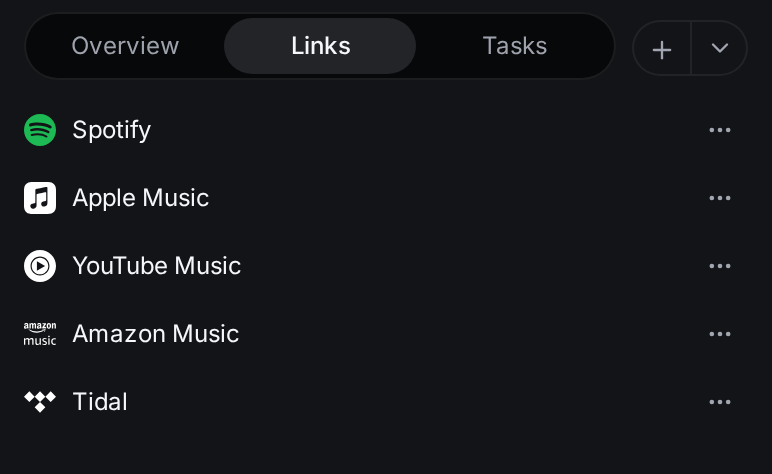 Overview Links Tasks
Spotify
Apple Music
YouTube Music
amazon
music Amazon Music
Tidal